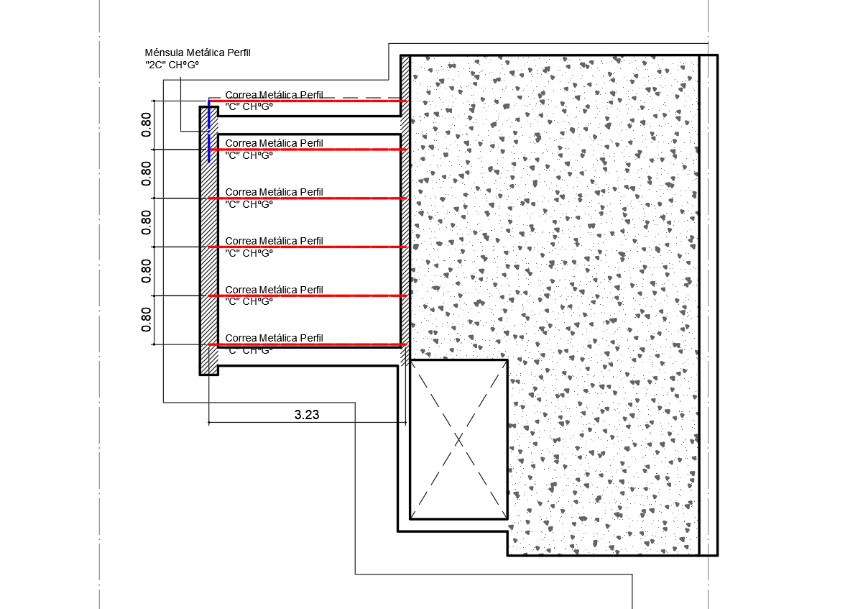 Ménsula Metálica Perfil
"2C" CHºGº
Correa Metálica Perfil
"C" CHºGº
0.80
Correa Metálica Perfil
"C" CHºGº
0.80
Correa Metálica Perfil
"C" CHºGº
0.80
Correa Metálica Perfil
"C" CHºGº
0.80
Correa Metálica Perfil
"C" CHºGº
0.80
Correa Metálica Perfil
"C" CHºGº
3.23